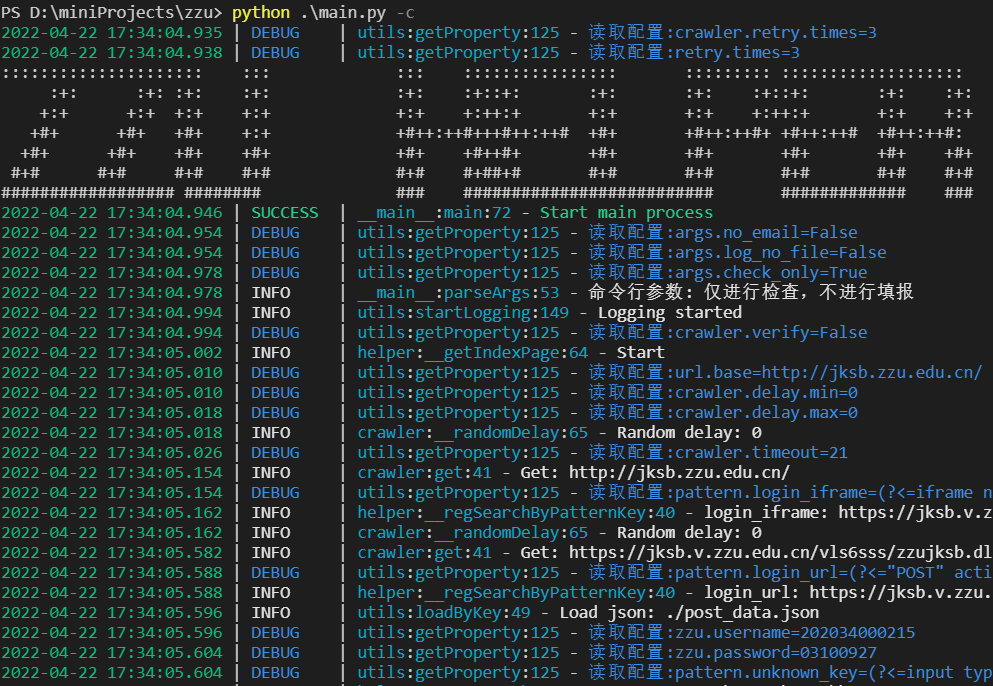 PS D:\miniProjects\zzu> python .\main.py -c
2022-04-22 17:34:04.935 | DEBUG    | utils:getProperty:125 - 读取配置:crawler.retry.times=3
2022-04-22 17:34:04.938 | DEBUG    | utils:getProperty:125 - 读取配置:retry.times=3
:::::::::::::::::::::    :::             :::    ::::::::::::::::       ::::::::: :::::::::::::::::::
     :+:      :+: :+:    :+:             :+:    :+::+:       :+:       :+:    :+::+:       :+:    :+:
    +:+      +:+  +:+    +:+             +:+    +:++:+       +:+       +:+    +:++:+       +:+    +:+
   +#+      +#+   +#+    +:+             +#++:++#+++#++:++#  +#+       +#++:++#+ +#++:++#  +#++:++#:
  +#+      +#+    +#+    +#+             +#+    +#++#+       +#+       +#+       +#+       +#+    +#+
 #+#      #+#     #+#    #+#             #+#    #+##+#       #+#       #+#       #+#       #+#    #+#
################## ########              ###    ##########################       #############    ###
2022-04-22 17:34:04.946 | SUCCESS  | __main__:main:72 - Start main process
2022-04-22 17:34:04.954 | DEBUG    | utils:getProperty:125 - 读取配置:args.no_email=False
2022-04-22 17:34:04.954 | DEBUG    | utils:getProperty:125 - 读取配置:args.log_no_file=False
2022-04-22 17:34:04.978 | DEBUG    | utils:getProperty:125 - 读取配置:args.check_only=True
2022-04-22 17:34:04.978 | INFO     | __main__:parseArgs:53 - 命令行参数: 仅进行检查，不进行填报
2022-04-22 17:34:04.994 | INFO     | utils:startLogging:149 - Logging started
2022-04-22 17:34:04.994 | DEBUG    | utils:getProperty:125 - 读取配置:crawler.verify=False
2022-04-22 17:34:05.002 | INFO     | helper:__getIndexPage:64 - Start
2022-04-22 17:34:05.010 | DEBUG    | utils:getProperty:125 - 读取配置:url.base=http://jksb.zzu.edu.cn/
2022-04-22 17:34:05.010 | DEBUG    | utils:getProperty:125 - 读取配置:crawler.delay.min=0
2022-04-22 17:34:05.018 | DEBUG    | utils:getProperty:125 - 读取配置:crawler.delay.max=0
2022-04-22 17:34:05.018 | INFO     | crawler:__randomDelay:65 - Random delay: 0
2022-04-22 17:34:05.026 | DEBUG    | utils:getProperty:125 - 读取配置:crawler.timeout=21
2022-04-22 17:34:05.154 | INFO     | crawler:get:41 - Get: http://jksb.zzu.edu.cn/
2022-04-22 17:34:05.154 | DEBUG    | utils:getProperty:125 - 读取配置:pattern.login_iframe=(?<=iframe n
2022-04-22 17:34:05.162 | INFO     | helper:__regSearchByPatternKey:40 - login_iframe: https://jksb.v.z
2022-04-22 17:34:05.162 | INFO     | crawler:__randomDelay:65 - Random delay: 0
2022-04-22 17:34:05.582 | INFO     | crawler:get:41 - Get: https://jksb.v.zzu.edu.cn/vls6sss/zzujksb.dl
2022-04-22 17:34:05.588 | DEBUG    | utils:getProperty:125 - 读取配置:pattern.login_url=(?<="POST" acti
2022-04-22 17:34:05.588 | INFO     | helper:__regSearchByPatternKey:40 - login_url: https://jksb.v.zzu.
2022-04-22 17:34:05.596 | INFO     | utils:loadByKey:49 - Load json: ./post_data.json
2022-04-22 17:34:05.596 | DEBUG    | utils:getProperty:125 - 读取配置:zzu.username=202034000215
2022-04-22 17:34:05.604 | DEBUG    | utils:getProperty:125 - 读取配置:zzu.password=03100927
2022-04-22 17:34:05.604 | DEBUG    | utils:getProperty:125 - 读取配置:pattern.unknown_key=(?<=input typ